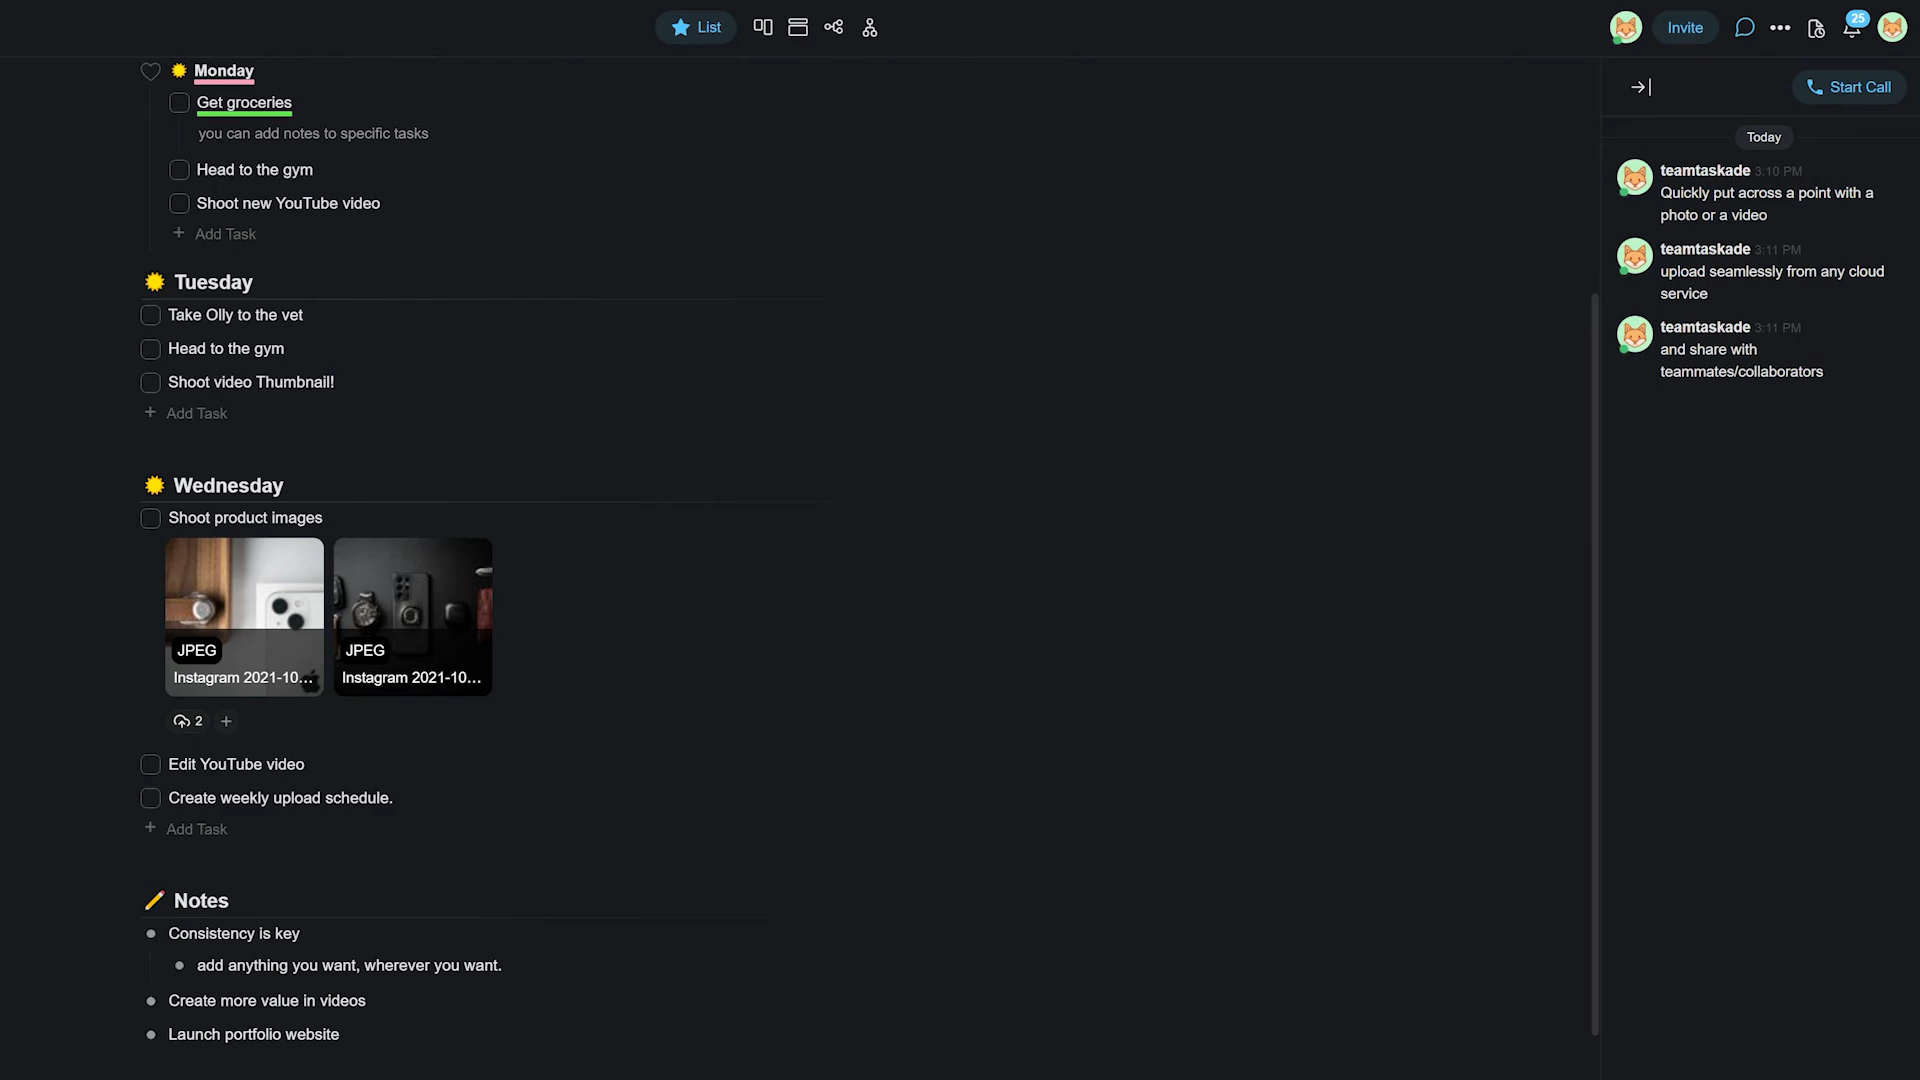 List
Invite
25
Monday
Get groceries
you can add notes to specific tasks
Head to the gym
Shoot new YouTube video
+ Add Task
Tuesday
Take Olly to the vet
Head to the gym
Shoot video Thumbnail!
+ Add Task
Wednesday
Shoot product images
JPEG
Instagram 2021-10...
JPEG
Instagram 2021-10...
2 +
Edit YouTube video
Create weekly upload schedule.
+ Add Task
Notes
Consistency is key
add anything you want, wherever you want.
Create more value in videos
Launch portfolio website
Start Call
Today
teamtaskade 3:10 PM
Quickly put across a point with a
photo or a video
teamtaskade 3:11 PM
upload seamlessly from any cloud
service
teamtaskade 3:11 PM
and share with
teammates/collaborators